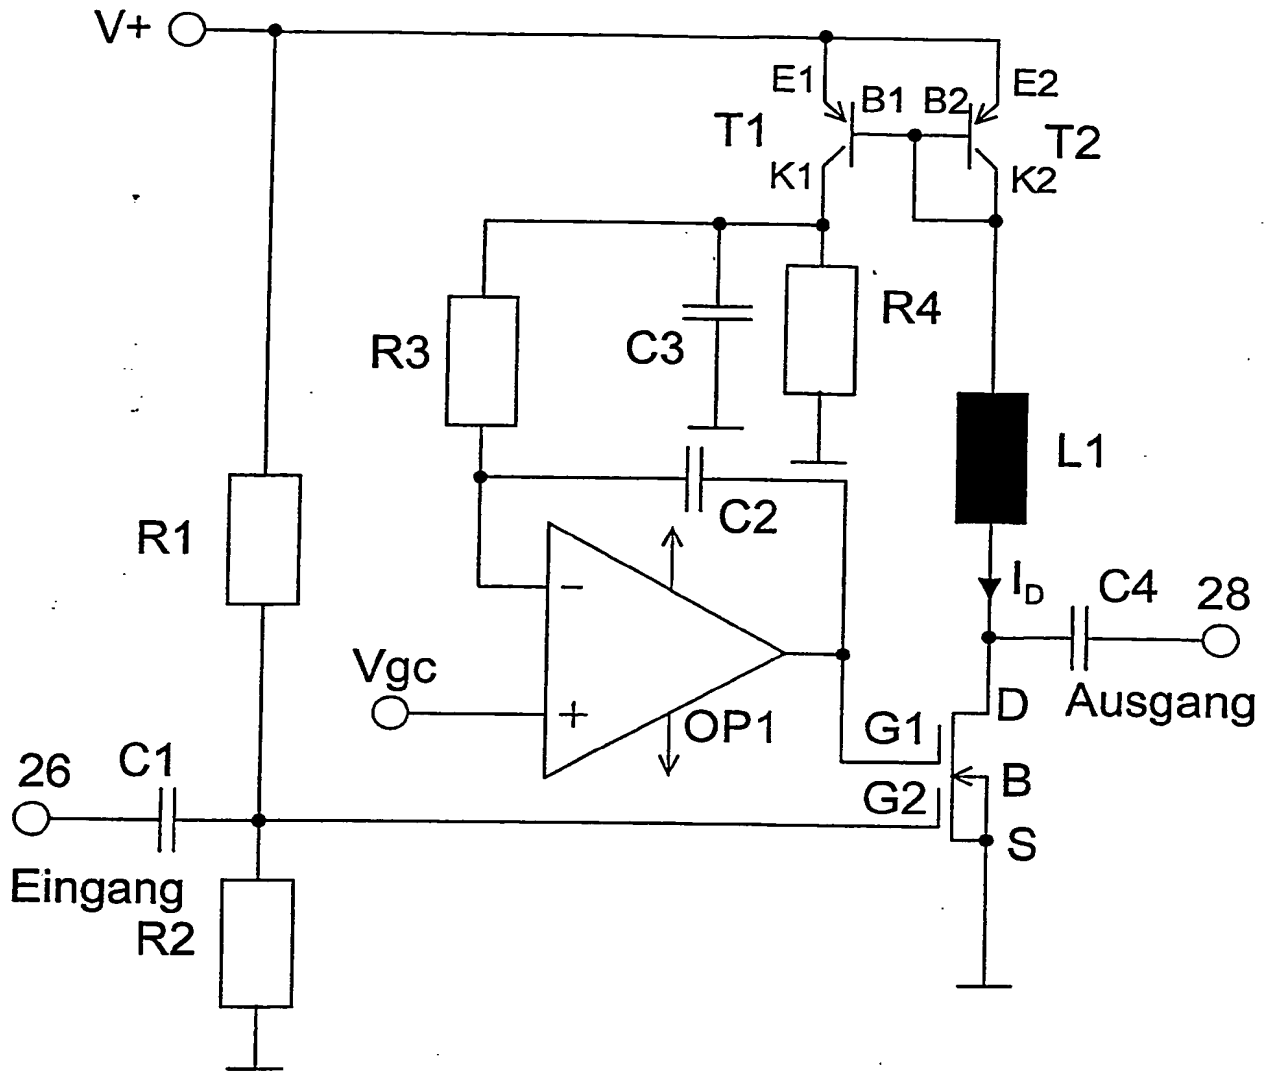 V+
E1
B1
B2
E2
T1
T2
K1
K2
R3
C3
R4
L1
R1
C2
I_D
C4
28
−
Vgc
+
OP1
G1
D
Ausgang
26
C1
G2
B
S
Eingang
R2